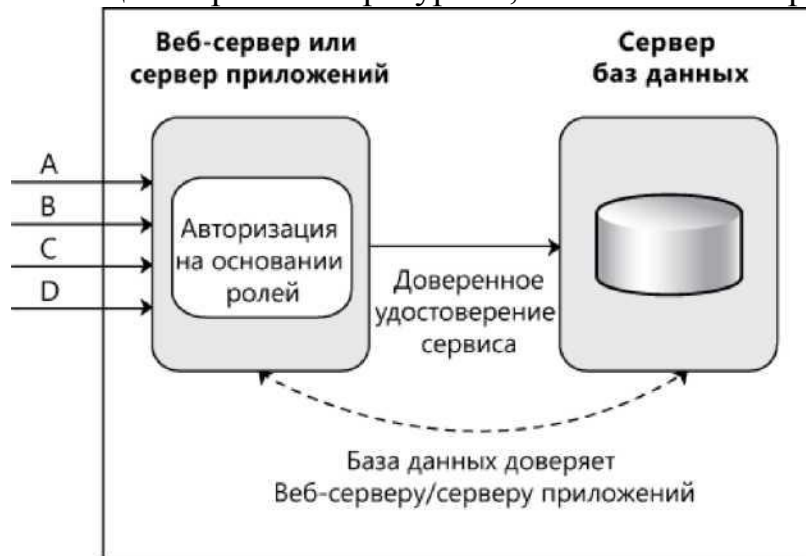 Веб-сервер или
сервер приложений
Сервер
баз данных
A
B
C
D
Авторизация
на основании
ролей
Доверенное
удостоверение
сервиса
База данных доверяет
Веб-серверу/серверу приложений